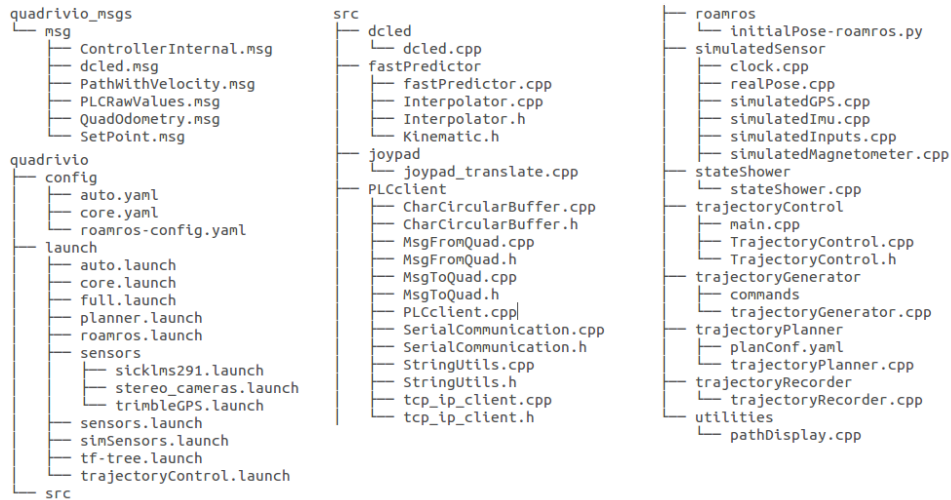 quadrivio_msgs
└── msg
    ├── ControllerInternal.msg
    ├── dcled.msg
    ├── PathWithVelocity.msg
    ├── PLCRawValues.msg
    ├── QuadOdometry.msg
    └── SetPoint.msg
quadrivio
├── config
│   ├── auto.yaml
│   ├── core.yaml
│   └── roamros-config.yaml
├── launch
│   ├── auto.launch
│   ├── core.launch
│   ├── full.launch
│   ├── planner.launch
│   ├── roamros.launch
│   ├── sensors
│   │   ├── sicklms291.launch
│   │   ├── stereo_cameras.launch
│   │   └── trimbleGPS.launch
│   ├── sensors.launch
│   ├── simSensors.launch
│   ├── tf-tree.launch
│   └── trajectoryControl.launch
└── src
src
├── dcled
│   └── dcled.cpp
├── fastPredictor
│   ├── fastPredictor.cpp
│   ├── Interpolator.cpp
│   ├── Interpolator.h
│   └── Kinematic.h
├── joypad
│   └── joypad_translate.cpp
├── PLCclient
│   ├── CharCircularBuffer.cpp
│   ├── CharCircularBuffer.h
│   ├── MsgFromQuad.cpp
│   ├── MsgFromQuad.h
│   ├── MsgToQuad.cpp
│   ├── MsgToQuad.h
│   ├── PLCclient.cpp
│   ├── SerialCommunication.cpp
│   ├── SerialCommunication.h
│   ├── StringUtils.cpp
│   ├── StringUtils.h
│   ├── tcp_ip_client.cpp
│   └── tcp_ip_client.h
├── roamros
│   └── initialPose-roamros.py
├── simulatedSensor
│   ├── clock.cpp
│   ├── realPose.cpp
│   ├── simulatedGPS.cpp
│   ├── simulatedImu.cpp
│   ├── simulatedInputs.cpp
│   ├── simulatedMagnetometer.cpp
├── stateShower
│   └── stateShower.cpp
├── trajectoryControl
│   ├── main.cpp
│   ├── TrajectoryControl.cpp
│   └── TrajectoryControl.h
├── trajectoryGenerator
│   ├── commands
│   └── trajectoryGenerator.cpp
├── trajectoryPlanner
│   ├── planConf.yaml
│   └── trajectoryPlanner.cpp
├── trajectoryRecorder
│   └── trajectoryRecorder.cpp
└── utilities
    └── pathDisplay.cpp